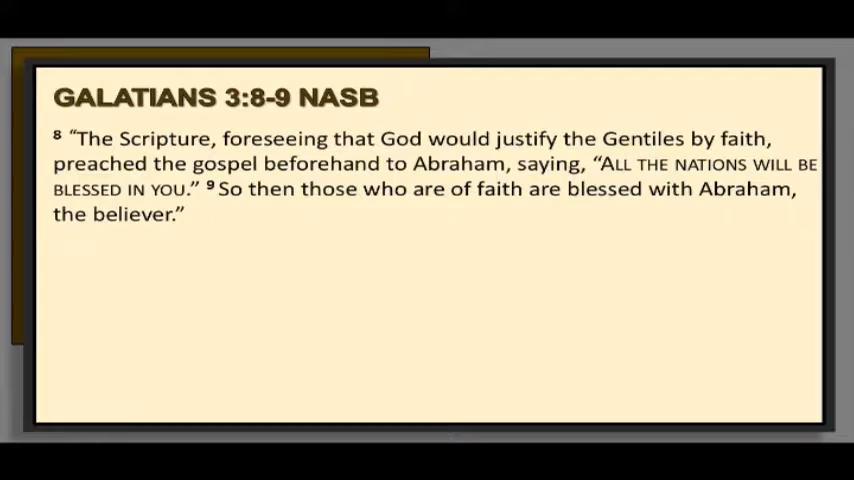 GALATIANS 3:8-9 NASB
⁸ “The Scripture, foreseeing that God would justify the Gentiles by faith,
preached the gospel beforehand to Abraham, saying, “ALL THE NATIONS WILL BE
BLESSED IN YOU.” ⁹ So then those who are of faith are blessed with Abraham,
the believer.”